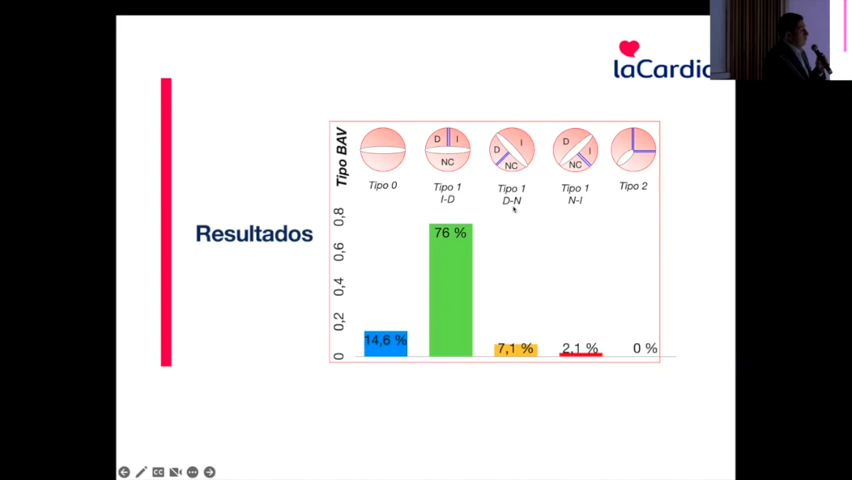 laCardio
Tipo BAV
D I
NC
D I
NC
D I
NC
Tipo 0
Tipo 1
I-D
Tipo 1
D-N
Tipo 1
N-I
Tipo 2
Resultados
0,8
0,6
0,4
0,2
0
14,6 %
76 %
7,1 %
2,1 %
0 %
CC